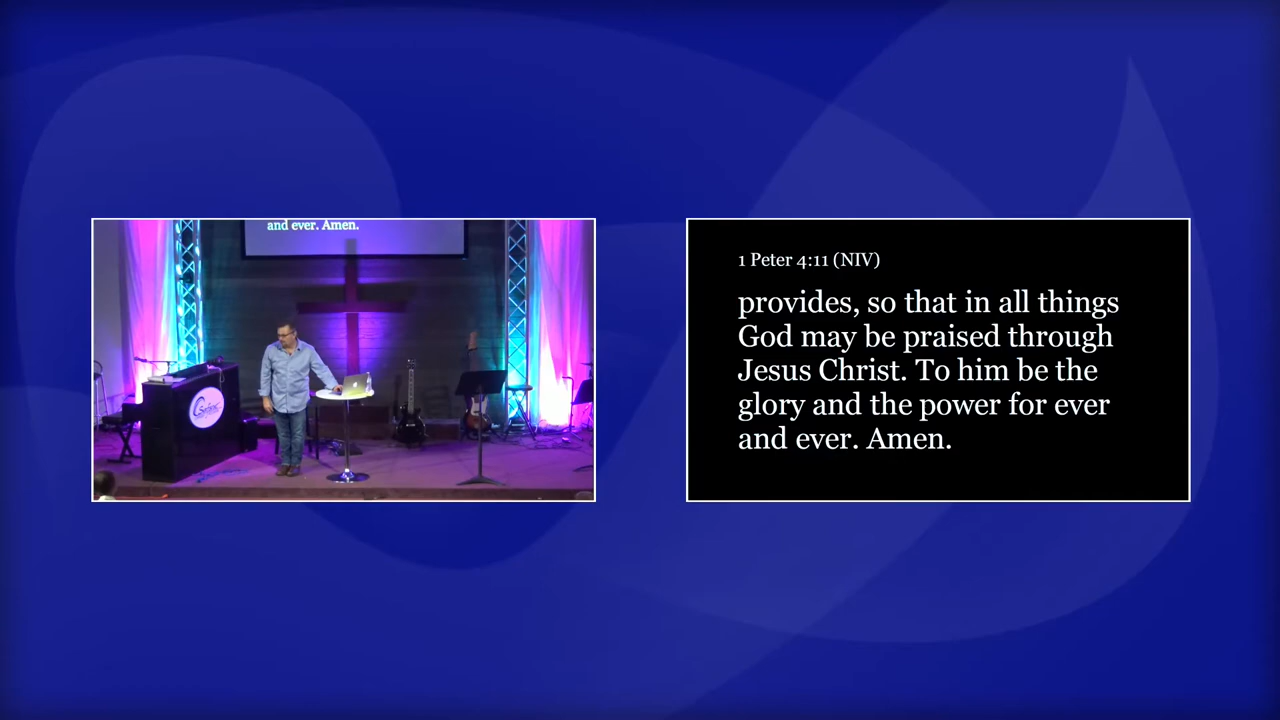 and ever. Amen.
1 Peter 4:11 (NIV)
provides, so that in all things
God may be praised through
Jesus Christ. To him be the
glory and the power for ever
and ever. Amen.